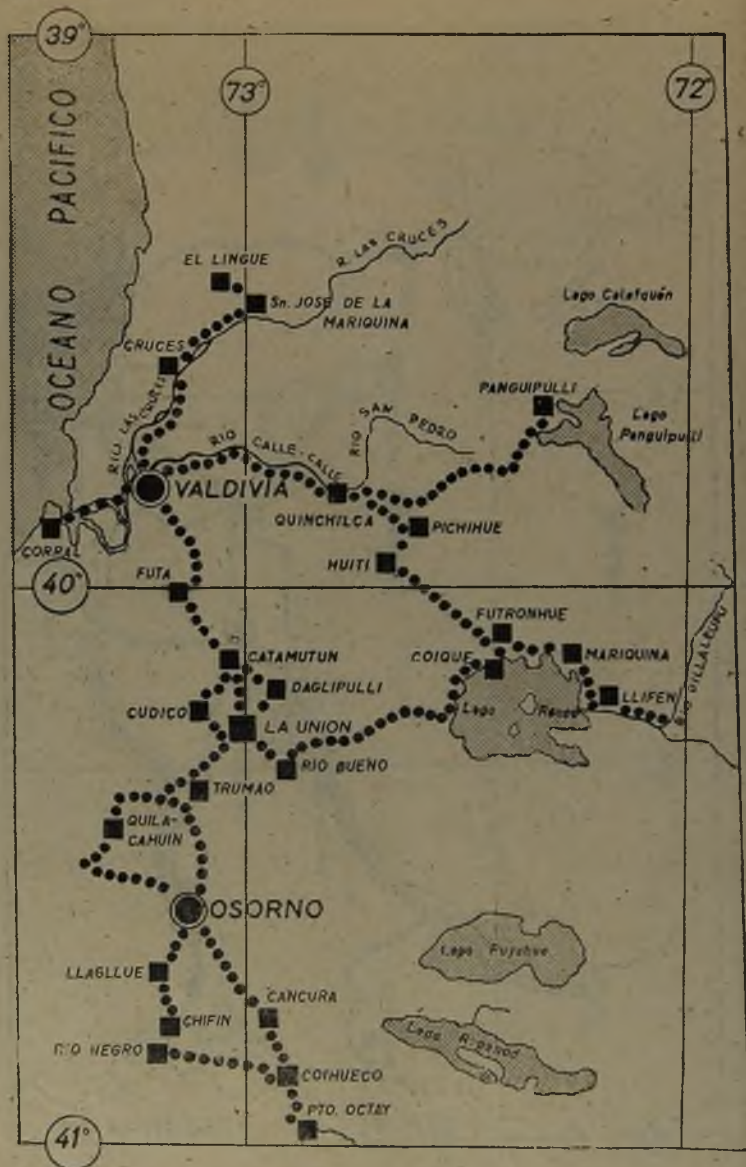 39°
73°
72°
OCEANO PACIFICO
EL LINGUE
R. LAS CRUCES
Sn. JOSE DE LA
MARIQUINA
Lago Calafquén
CRUCES
RIO LAS CRUCES
PANGUIPULLI
Lago
Panguipulli
RIO SAN PEDRO
RIO CALLE-CALLE
VALDIVIA
QUINCHILCA
PICHIHUE
CORRAL
HUITI
40°
FUTA
FUTRONHUE
CATAMUTUN
COIQUE
MARIQUINA
DAGLIPULLI
LLIFEN
CUDICO
LA UNION
Lago Ranco
RIO BUENO
TRUMAO
QUILA-
CAHUIN
OSORNO
Lago Puyehue
LLAGLLUE
CANCURA
CHIFIN
RIO NEGRO
COIHUECO
PTO. OCTAY
41°